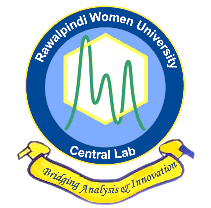 Rawalpindi Women University
Central Lab
Bridging Analysis & Innovation